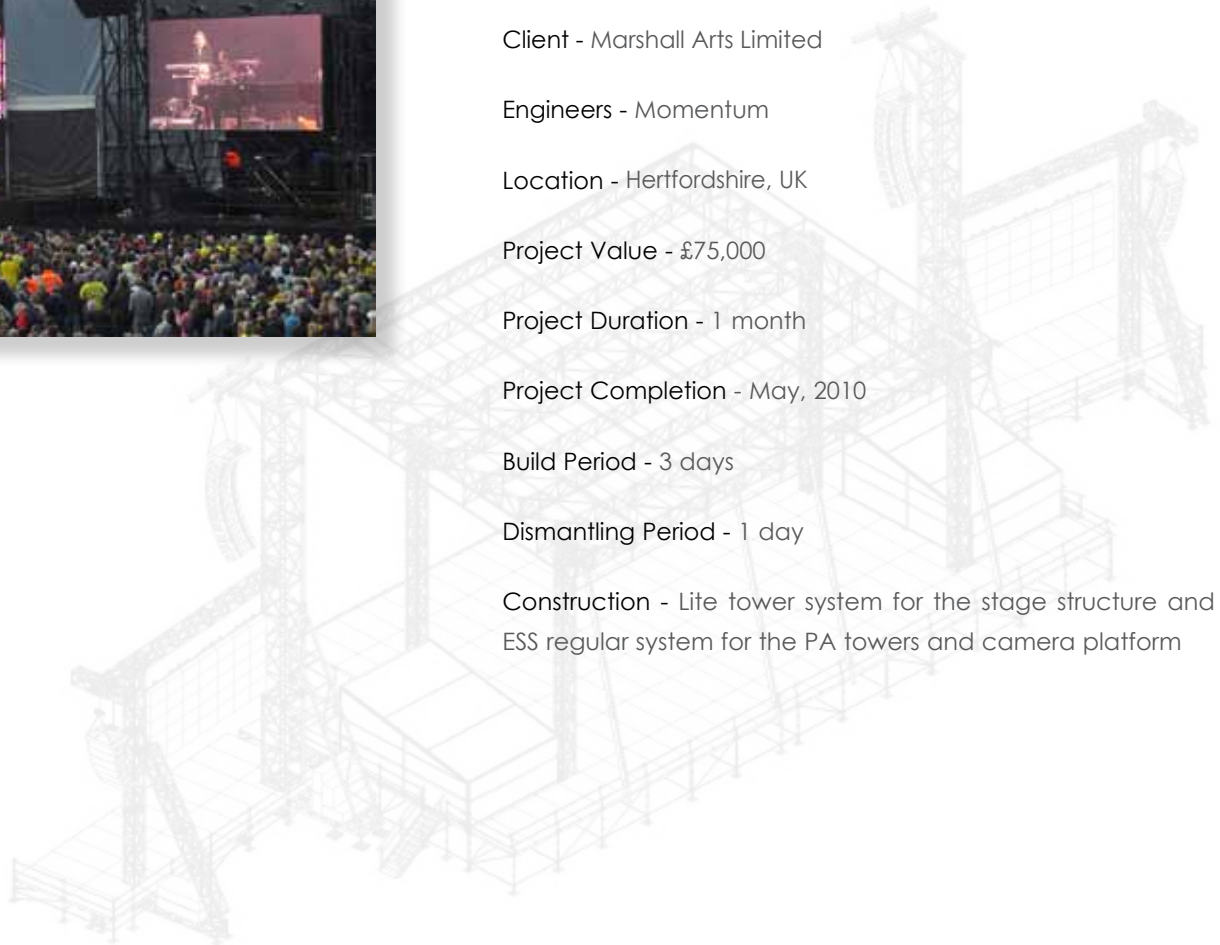 Client - Marshall Arts Limited
Engineers - Momentum
Location - Hertfordshire, UK
Project Value - £75,000
Project Duration - 1 month
Project Completion - May, 2010
Build Period - 3 days
Dismantling Period - 1 day
Construction - Lite tower system for the stage structure and
ESS regular system for the PA towers and camera platform